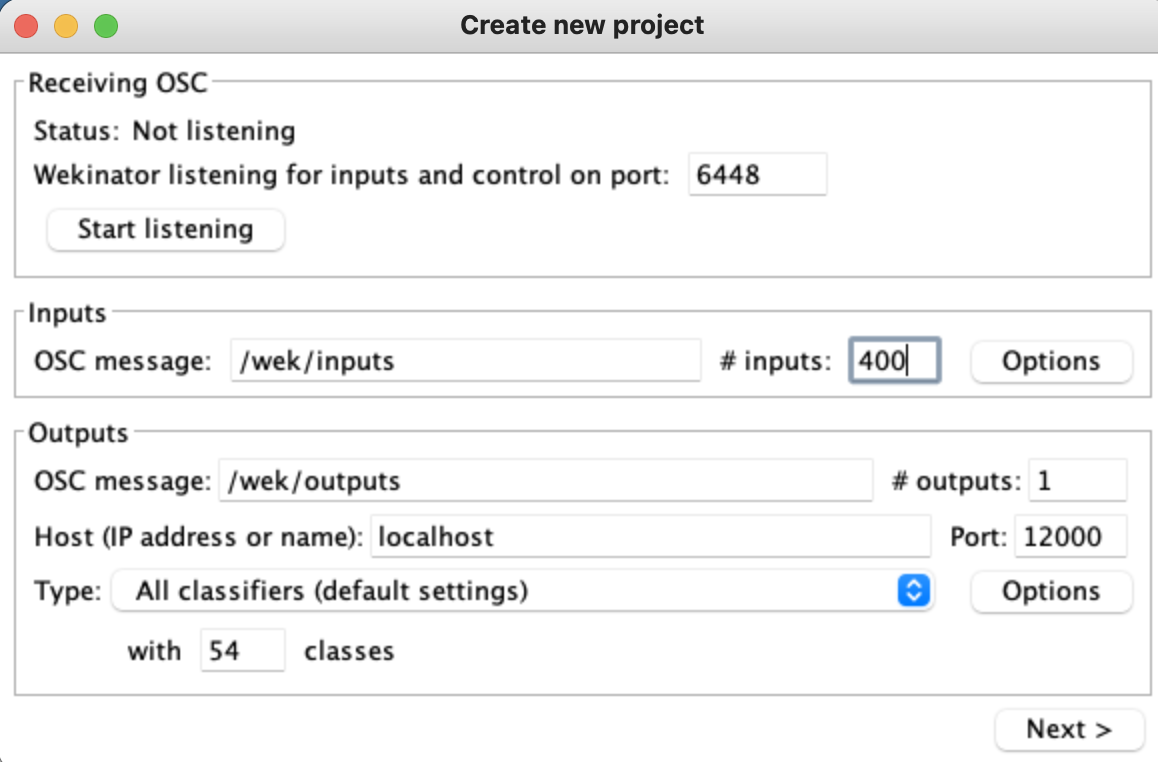 Create new project
Receiving OSC
Status: Not listening
Wekinator listening for inputs and control on port: 6448
Start listening
Inputs
OSC message: /wek/inputs # inputs: 400 Options
Outputs
OSC message: /wek/outputs # outputs: 1
Host (IP address or name): localhost Port: 12000
Type: All classifiers (default settings) Options
with 54 classes
Next >